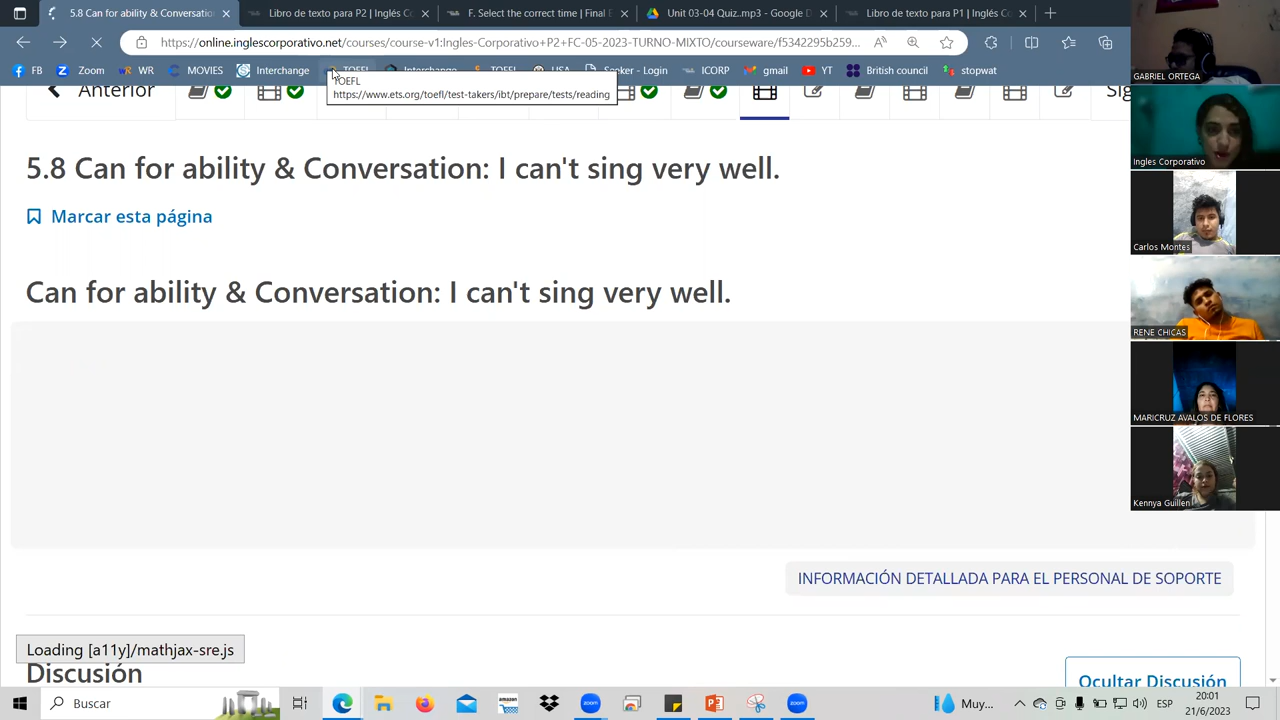 5.8 Can for ability & Conversation
Libro de texto para P2 | Inglés Co
F. Select the correct time | Final E
Unit 03-04 Quiz..mp3 - Google D
Libro de texto para P1 | Inglés Co
https://online.inglescorporativo.net/courses/course-v1:Ingles-Corporativo+P2+FC-05-2023-TURNO-MIXTO/courseware/f5342295b259...
FB Zoom WR MOVIES Interchange TOEFL Interchange TOEFL USA Seeker - Login ICORP gmail YT British council stopwat
TOEFL
https://www.ets.org/toefl/test-takers/ibt/prepare/tests/reading
Anterior
5.8 Can for ability & Conversation: I can't sing very well.
Marcar esta página
Can for ability & Conversation: I can't sing very well.
INFORMACIÓN DETALLADA PARA EL PERSONAL DE SOPORTE
Loading [a11y]/mathjax-sre.js
Discusión
Ocultar Discusión
GABRIEL ORTEGA
Ingles Corporativo
Carlos Montes
RENE CHICAS
MARICRUZ AVALOS DE FLORES
Kennya Guillen
Buscar
Muy...
ESP
20:01
21/6/2023